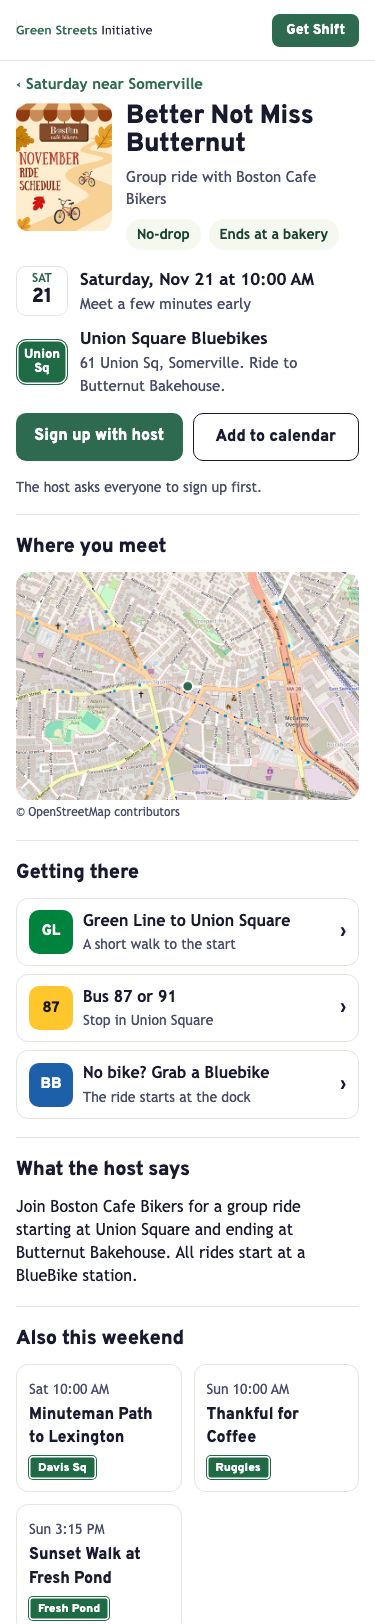 Green Streets Initiative
Get Shift
‹ Saturday near Somerville
Boston
café bikers
NOVEMBER
RIDE
SCHEDULE
Better Not Miss
Butternut
Group ride with Boston Cafe
Bikers
No-drop
Ends at a bakery
SAT
21
Saturday, Nov 21 at 10:00 AM
Meet a few minutes early
Union
Sq
Union Square Bluebikes
61 Union Sq, Somerville. Ride to
Butternut Bakehouse.
Sign up with host
Add to calendar
The host asks everyone to sign up first.
Where you meet
MA 28
McCarthy
Overpass
Union
Square
© OpenStreetMap contributors
Getting there
GL
Green Line to Union Square
A short walk to the start
›
87
Bus 87 or 91
Stop in Union Square
›
BB
No bike? Grab a Bluebike
The ride starts at the dock
›
What the host says
Join Boston Cafe Bikers for a group ride
starting at Union Square and ending at
Butternut Bakehouse. All rides start at a
BlueBike station.
Also this weekend
Sat 10:00 AM
Minuteman Path
to Lexington
Davis Sq
Sun 10:00 AM
Thankful for
Coffee
Ruggles
Sun 3:15 PM
Sunset Walk at
Fresh Pond
Fresh Pond